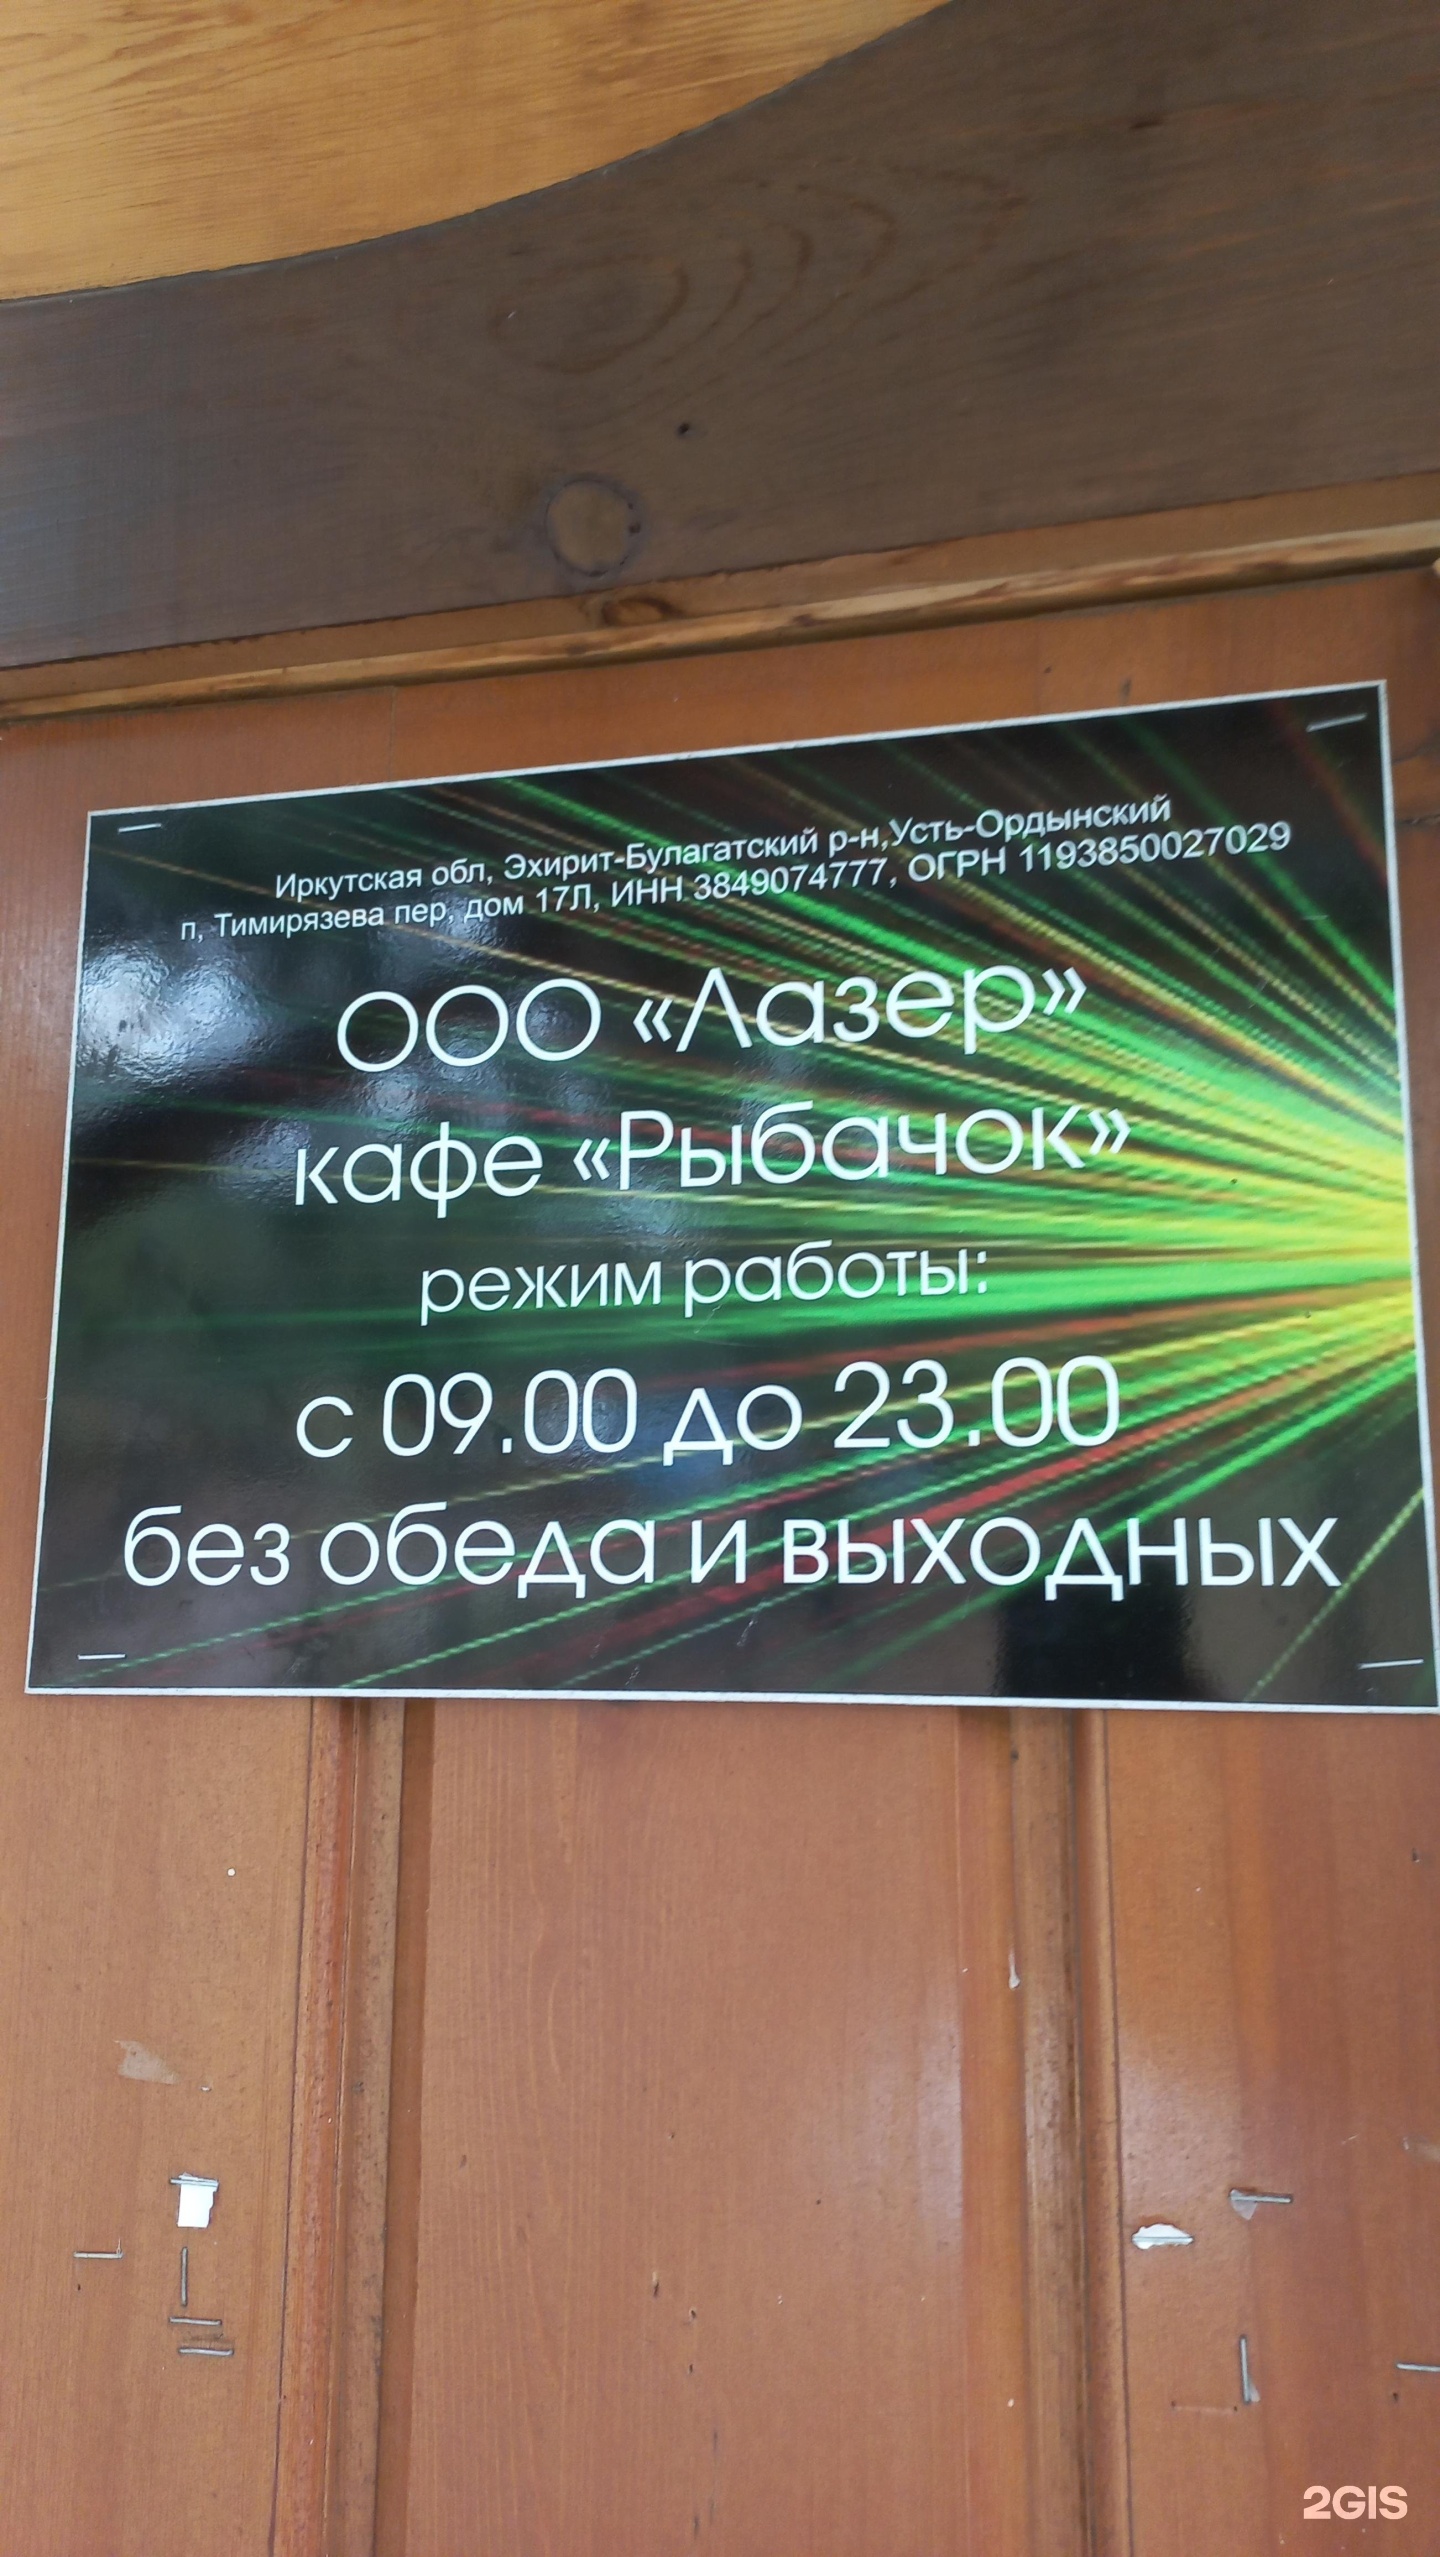 Иркутская обл, Эхирит-Булагатский р-н,Усть-Ордынский
п, Тимирязева пер, дом 17Л, ИНН 3849074777, ОГРН 1193850027029
ООО «Лазер»
кафе «Рыбачок»
режим работы:
с 09.00 до 23.00
без обеда и выходных
2GIS